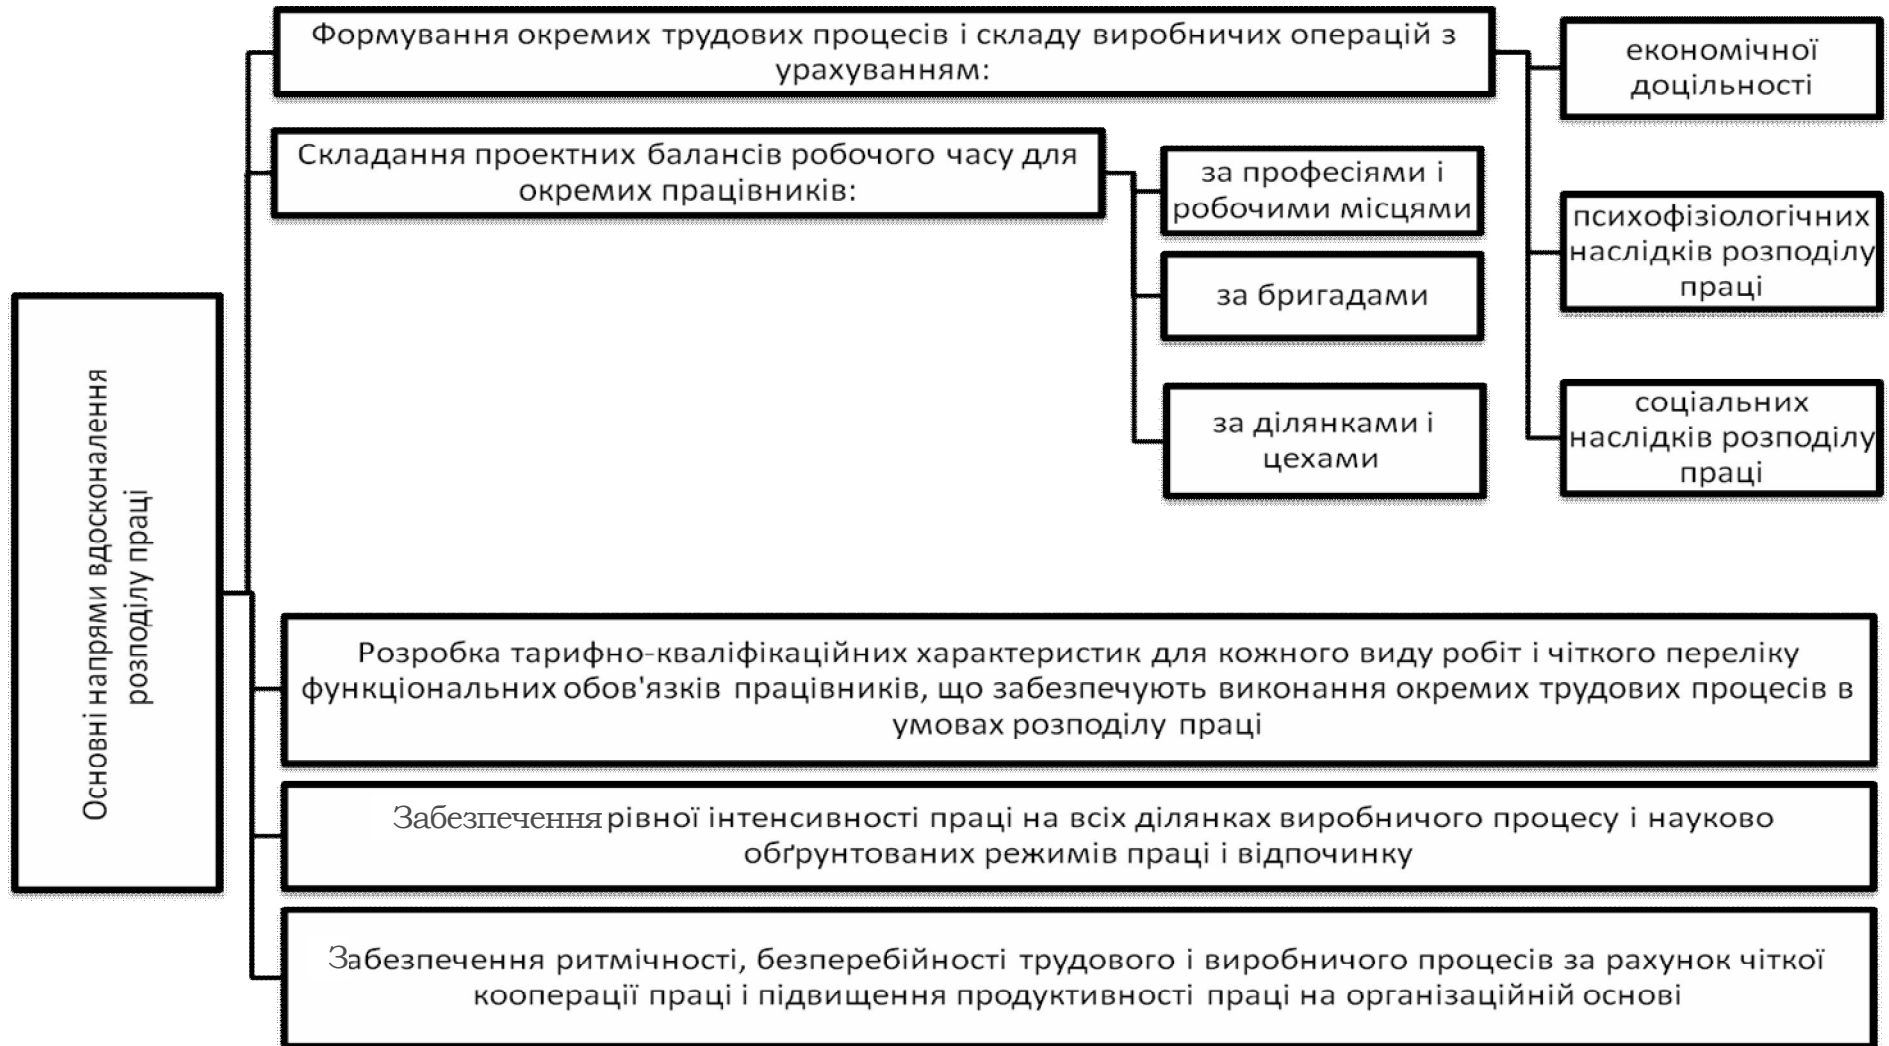 Основні напрями вдосконалення
розподілу праці
Формування окремих трудових процесів і складу виробничих операцій з
урахуванням:
економічної
доцільності
психофізіологічних
наслідків розподілу
праці
соціальних
наслідків розподілу
праці
Складання проектних балансів робочого часу для
окремих працівників:
за професіями і
робочими місцями
за бригадами
за ділянками і
цехами
Розробка тарифно-кваліфікаційних характеристик для кожного виду робіт і чіткого переліку
функціональних обов'язків працівників, що забезпечують виконання окремих трудових процесів в
умовах розподілу праці
Забезпечення рівної інтенсивності праці на всіх ділянках виробничого процесу і науково
обґрунтованих режимів праці і відпочинку
Забезпечення ритмічності, безперебійності трудового і виробничого процесів за рахунок чіткої
кооперації праці і підвищення продуктивності праці на організаційній основі